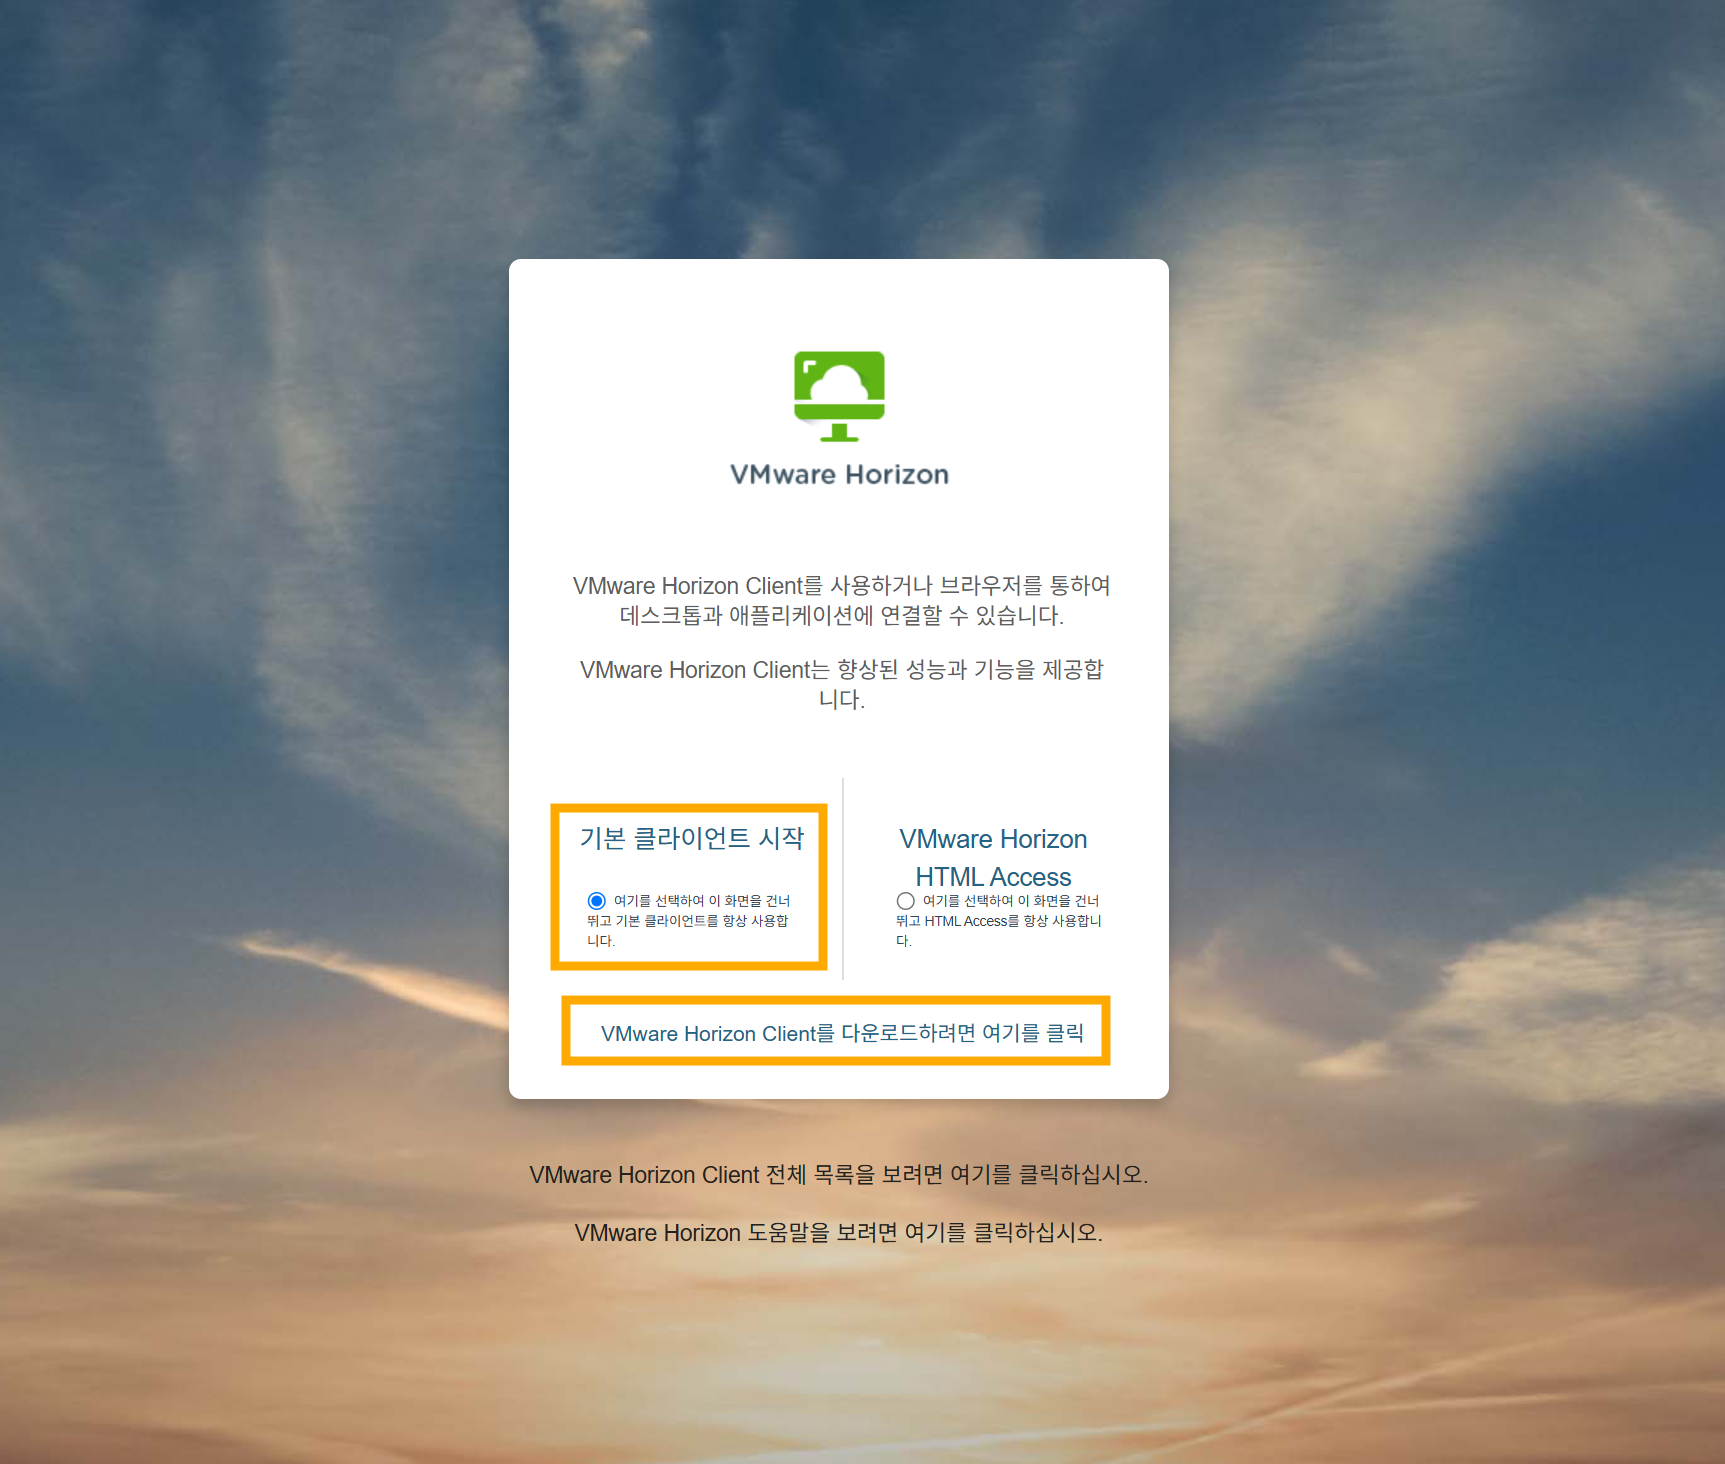 VMware Horizon
VMware Horizon Client를 사용하거나 브라우저를 통하여
데스크톱과 애플리케이션에 연결할 수 있습니다.
VMware Horizon Client는 향상된 성능과 기능을 제공합
니다.
기본 클라이언트 시작
여기를 선택하여 이 화면을 건너
뛰고 기본 클라이언트를 항상 사용합
니다.
VMware Horizon
HTML Access
여기를 선택하여 이 화면을 건너
뛰고 HTML Access를 항상 사용합니
다.
VMware Horizon Client를 다운로드하려면 여기를 클릭
VMware Horizon Client 전체 목록을 보려면 여기를 클릭하십시오.
VMware Horizon 도움말을 보려면 여기를 클릭하십시오.